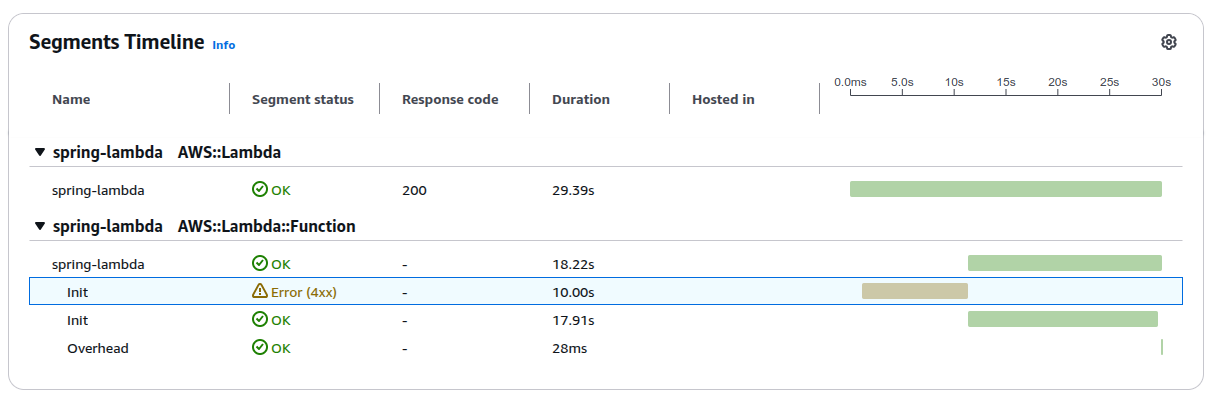 Segments Timeline Info
0.0ms 5.0s 10s 15s 20s 25s 30s
Name Segment status Response code Duration Hosted in
spring-lambda AWS::Lambda
spring-lambda OK 200 29.39s
spring-lambda AWS::Lambda::Function
spring-lambda OK - 18.22s
Init Error (4xx) - 10.00s
Init OK - 17.91s
Overhead OK - 28ms